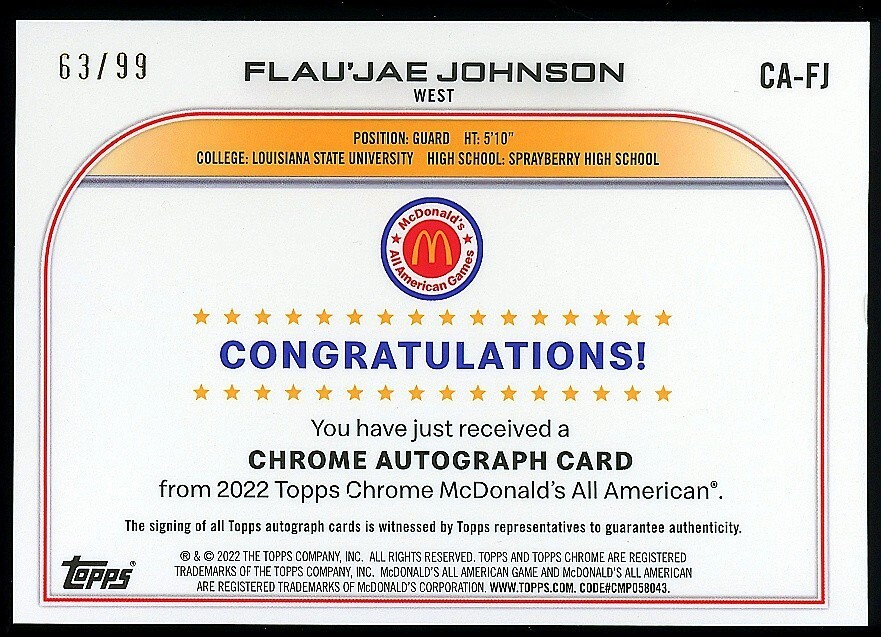 63/99
FLAU'JAE JOHNSON
CA-FJ
WEST
POSITION: GUARD HT: 5'10"
COLLEGE: LOUISIANA STATE UNIVERSITY HIGH SCHOOL: SPRAYBERRY HIGH SCHOOL
McDonald's
All American Games
CONGRATULATIONS!
You have just received a
CHROME AUTOGRAPH CARD
from 2022 Topps Chrome McDonald's All American®.
The signing of all Topps autograph cards is witnessed by Topps representatives to guarantee authenticity.
® & © 2022 THE TOPPS COMPANY, INC. ALL RIGHTS RESERVED. TOPPS AND TOPPS CHROME ARE REGISTERED
TRADEMARKS OF THE TOPPS COMPANY, INC. McDONALD'S ALL AMERICAN GAME AND McDONALD'S ALL AMERICAN
ARE REGISTERED TRADEMARKS OF McDONALD'S CORPORATION. WWW.TOPPS.COM. CODE#CMP058043.
topps®